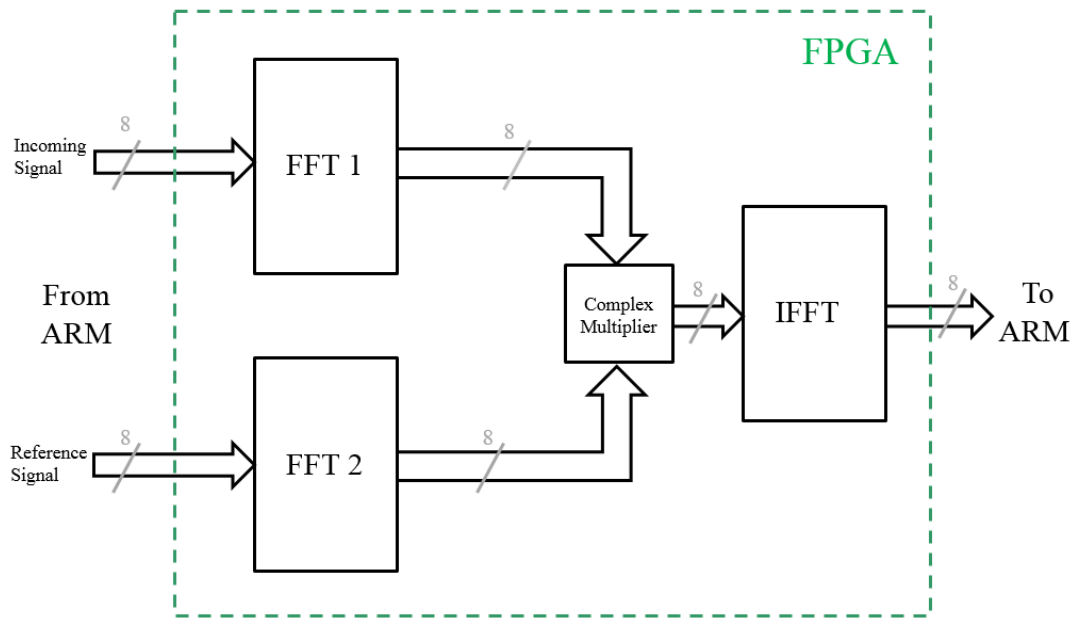 FPGA
8
Incoming
Signal
FFT 1
8
From
ARM
Complex
Multiplier
8
IFFT
8
To
ARM
8
Reference
Signal
FFT 2
8